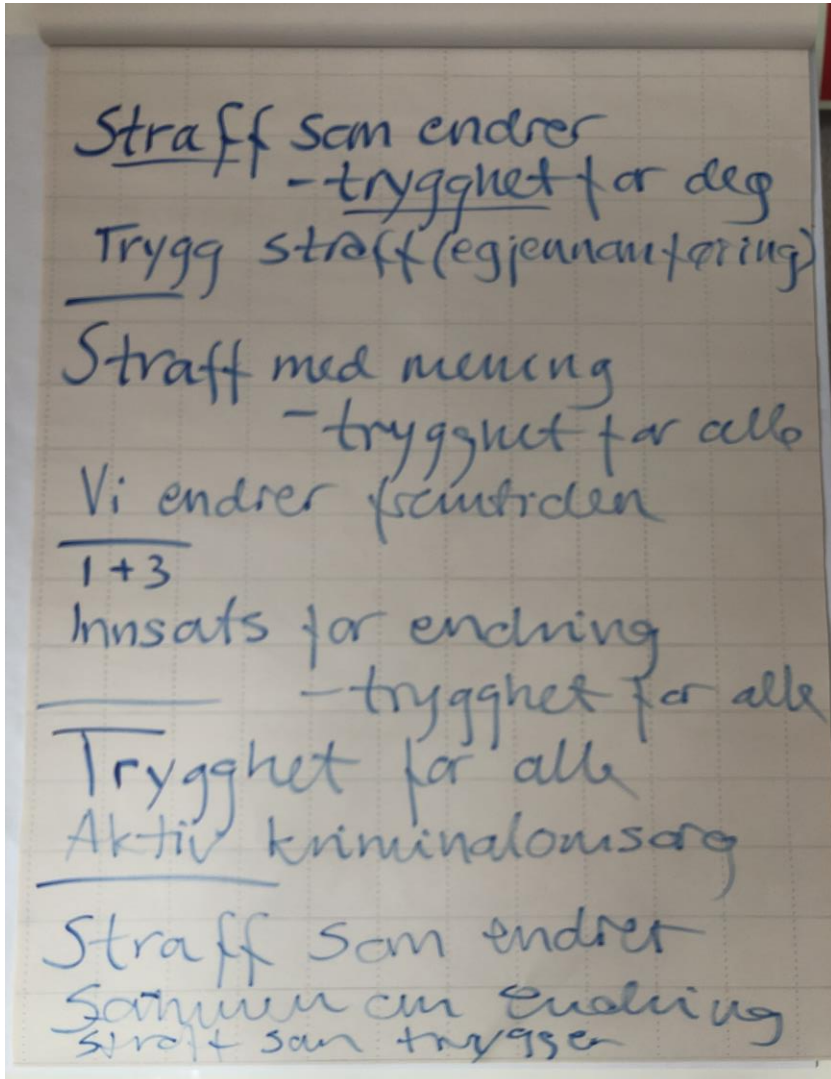 Straff som endrer
- trygghet for deg
Trygg straff(egjennomføring)
Straff med mening
- trygghet for alle
Vi endrer framtiden
1+3
Innsats for endring
- trygghet for alle
Trygghet for alle
Aktiv kriminalomsorg
Straff som endrer
Sammen om endring
Straff som trygger